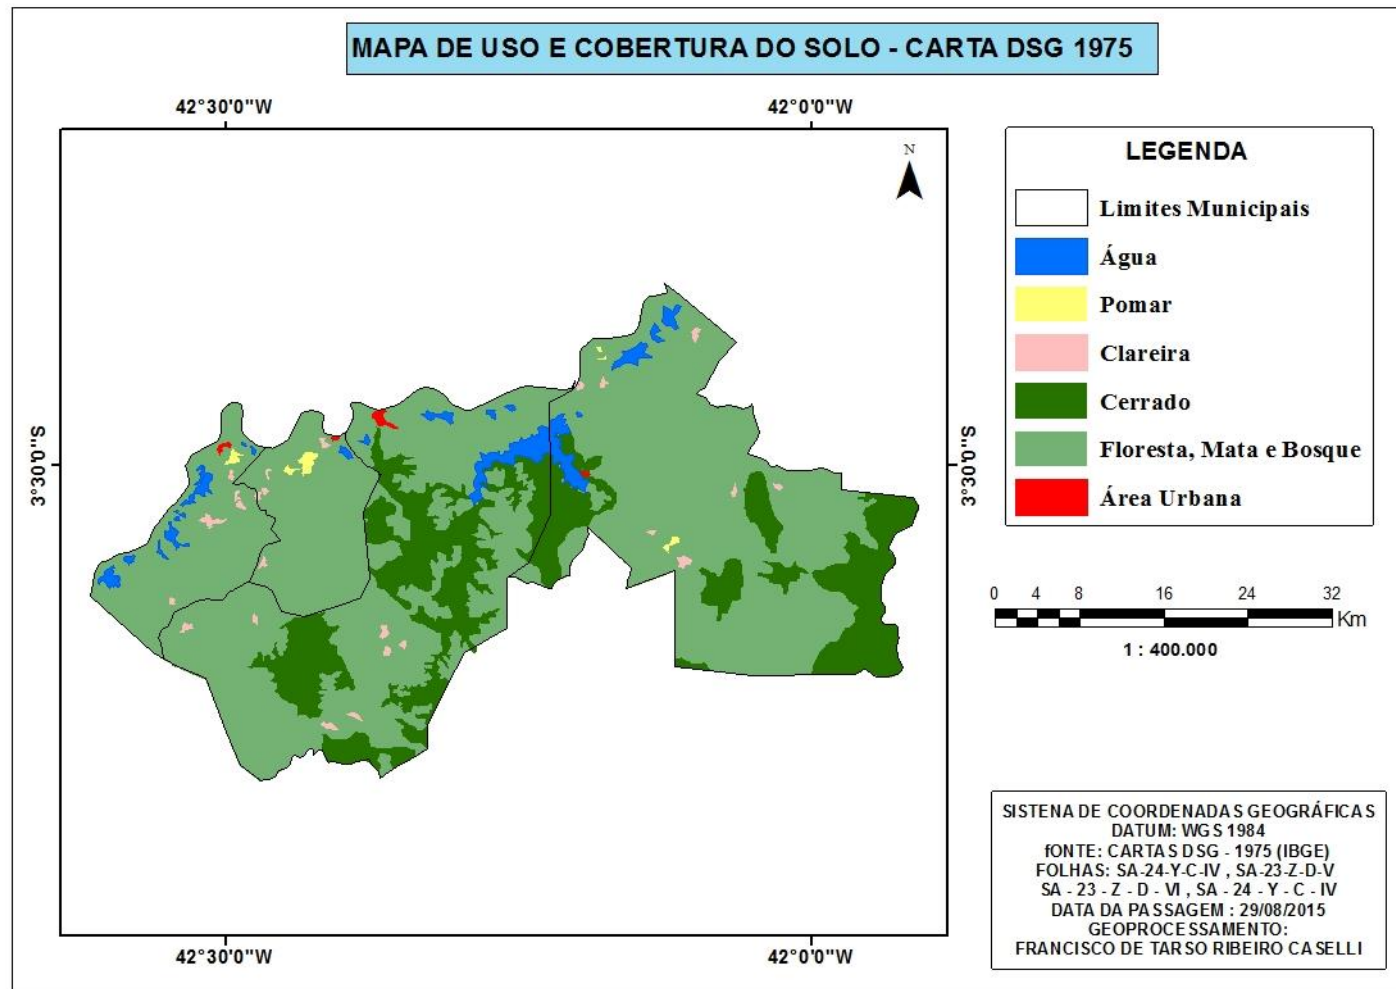 MAPA DE USO E COBERTURA DO SOLO - CARTA DSG 1975
42°30'0"W
42°0'0"W
N
3°30'0"S
3°30'0"S
42°30'0"W
42°0'0"W
LEGENDA
Limites Municipais
Água
Pomar
Clareira
Cerrado
Floresta, Mata e Bosque
Área Urbana
0 4 8 16 24 32
Km
1 : 400.000
SISTENA DE COORDENADAS GEOGRÁFICAS
DATUM: WGS 1984
fONTE: CARTAS DSG - 1975 (IBGE)
FOLHAS: SA-24-Y-C-IV , SA-23-Z-D-V
SA - 23 - Z - D - VI , SA - 24 - Y - C - IV
DATA DA PASSAGEM : 29/08/2015
GEOPROCESSAMENTO:
FRANCISCO DE TARSO RIBEIRO CASELLI